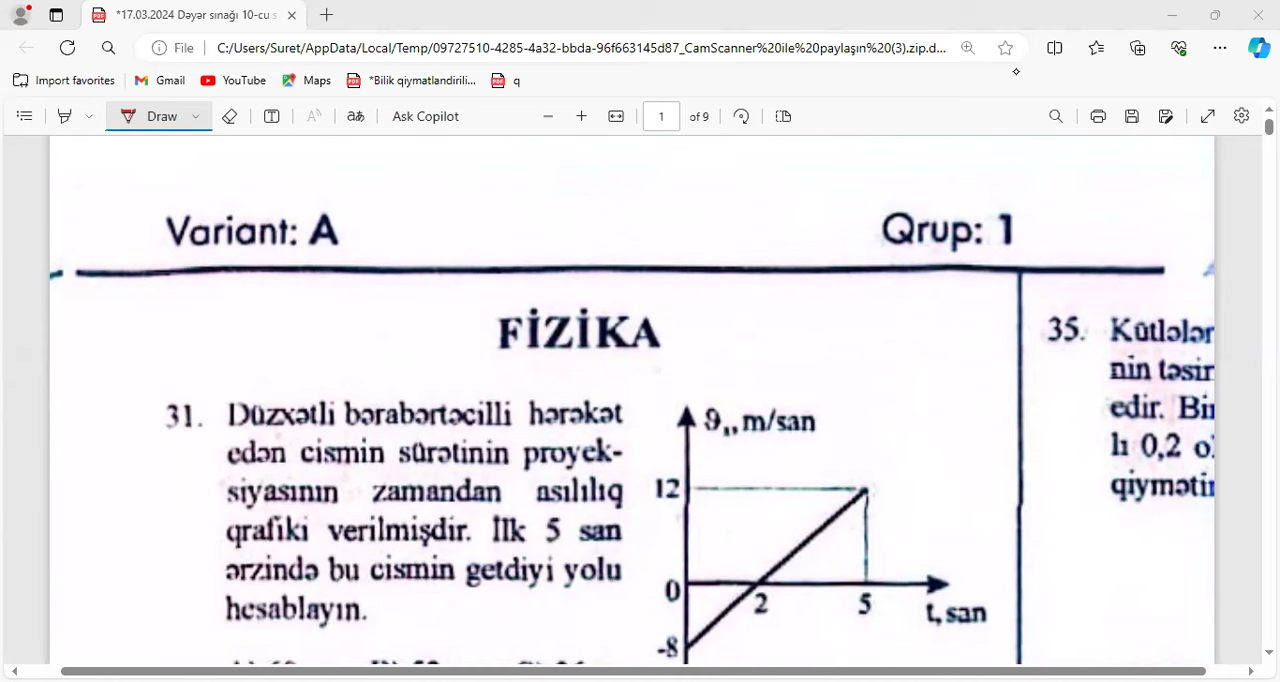 *17.03.2024 Dəyər sınağı 10-cu s
File
C:/Users/Suret/AppData/Local/Temp/09727510-4285-4a32-bbda-96f663145d87_CamScanner%20ile%20paylaşın%20(3).zip.d...
Import favorites
Gmail
YouTube
Maps
*Bilik qiymatlandirili...
q
Draw
Ask Copilot
1 of 9
Variant: A
Qrup: 1
FİZİKA
31. Düzxətli bərabərtəcilli hərəkət
edən cismin sürətinin proyek-
siyasının zamandan asılılıq
qrafiki verilmişdir. İlk 5 san
ərzində bu cismin getdiyi yolu
hesablayın.
m/san
12
0
2
5
t, san
-8
35. Kütlələr
nin təsir
edir. Bir
lı 0,2 o
qiymətin